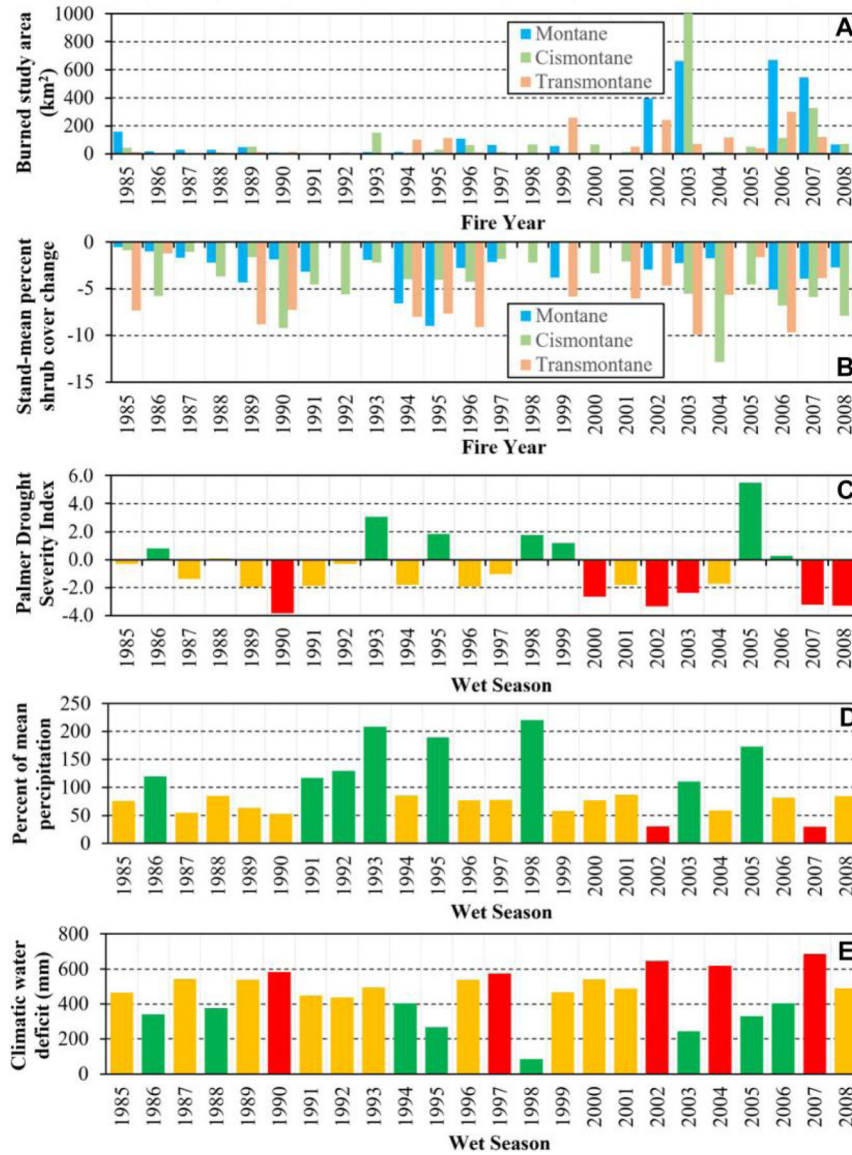 A
1000
800
600
400
200
0
Burned study area
(km²)
Montane
Cismontane
Transmontane
1985 1986 1987 1988 1989 1990 1991 1992 1993 1994 1995 1996 1997 1998 1999 2000 2001 2002 2003 2004 2005 2006 2007 2008
Fire Year
0
-5
-10
-15
Stand-mean percent
shrub cover change
Montane
Cismontane
Transmontane
B
1985 1986 1987 1988 1989 1990 1991 1992 1993 1994 1995 1996 1997 1998 1999 2000 2001 2002 2003 2004 2005 2006 2007 2008
Fire Year
C
6.0
4.0
2.0
0.0
-2.0
-4.0
Palmer Drought
Severity Index
1985 1986 1987 1988 1989 1990 1991 1992 1993 1994 1995 1996 1997 1998 1999 2000 2001 2002 2003 2004 2005 2006 2007 2008
Wet Season
D
250
200
150
100
50
0
Percent of mean
percipitation
1985 1986 1987 1988 1989 1990 1991 1992 1993 1994 1995 1996 1997 1998 1999 2000 2001 2002 2003 2004 2005 2006 2007 2008
Wet Season
E
800
600
400
200
0
Climatic water
deficit (mm)
1985 1986 1987 1988 1989 1990 1991 1992 1993 1994 1995 1996 1997 1998 1999 2000 2001 2002 2003 2004 2005 2006 2007 2008
Wet Season